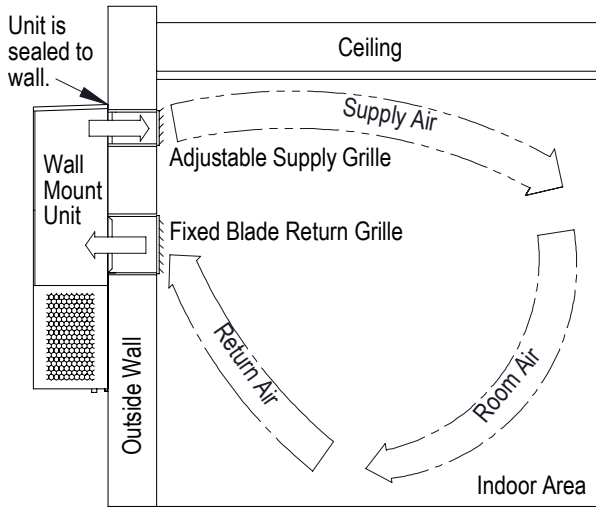 Unit is
sealed to
wall.
Ceiling
Supply Air
Adjustable Supply Grille
Wall
Mount
Unit
Fixed Blade Return Grille
Return Air
Room Air
Outside Wall
Indoor Area